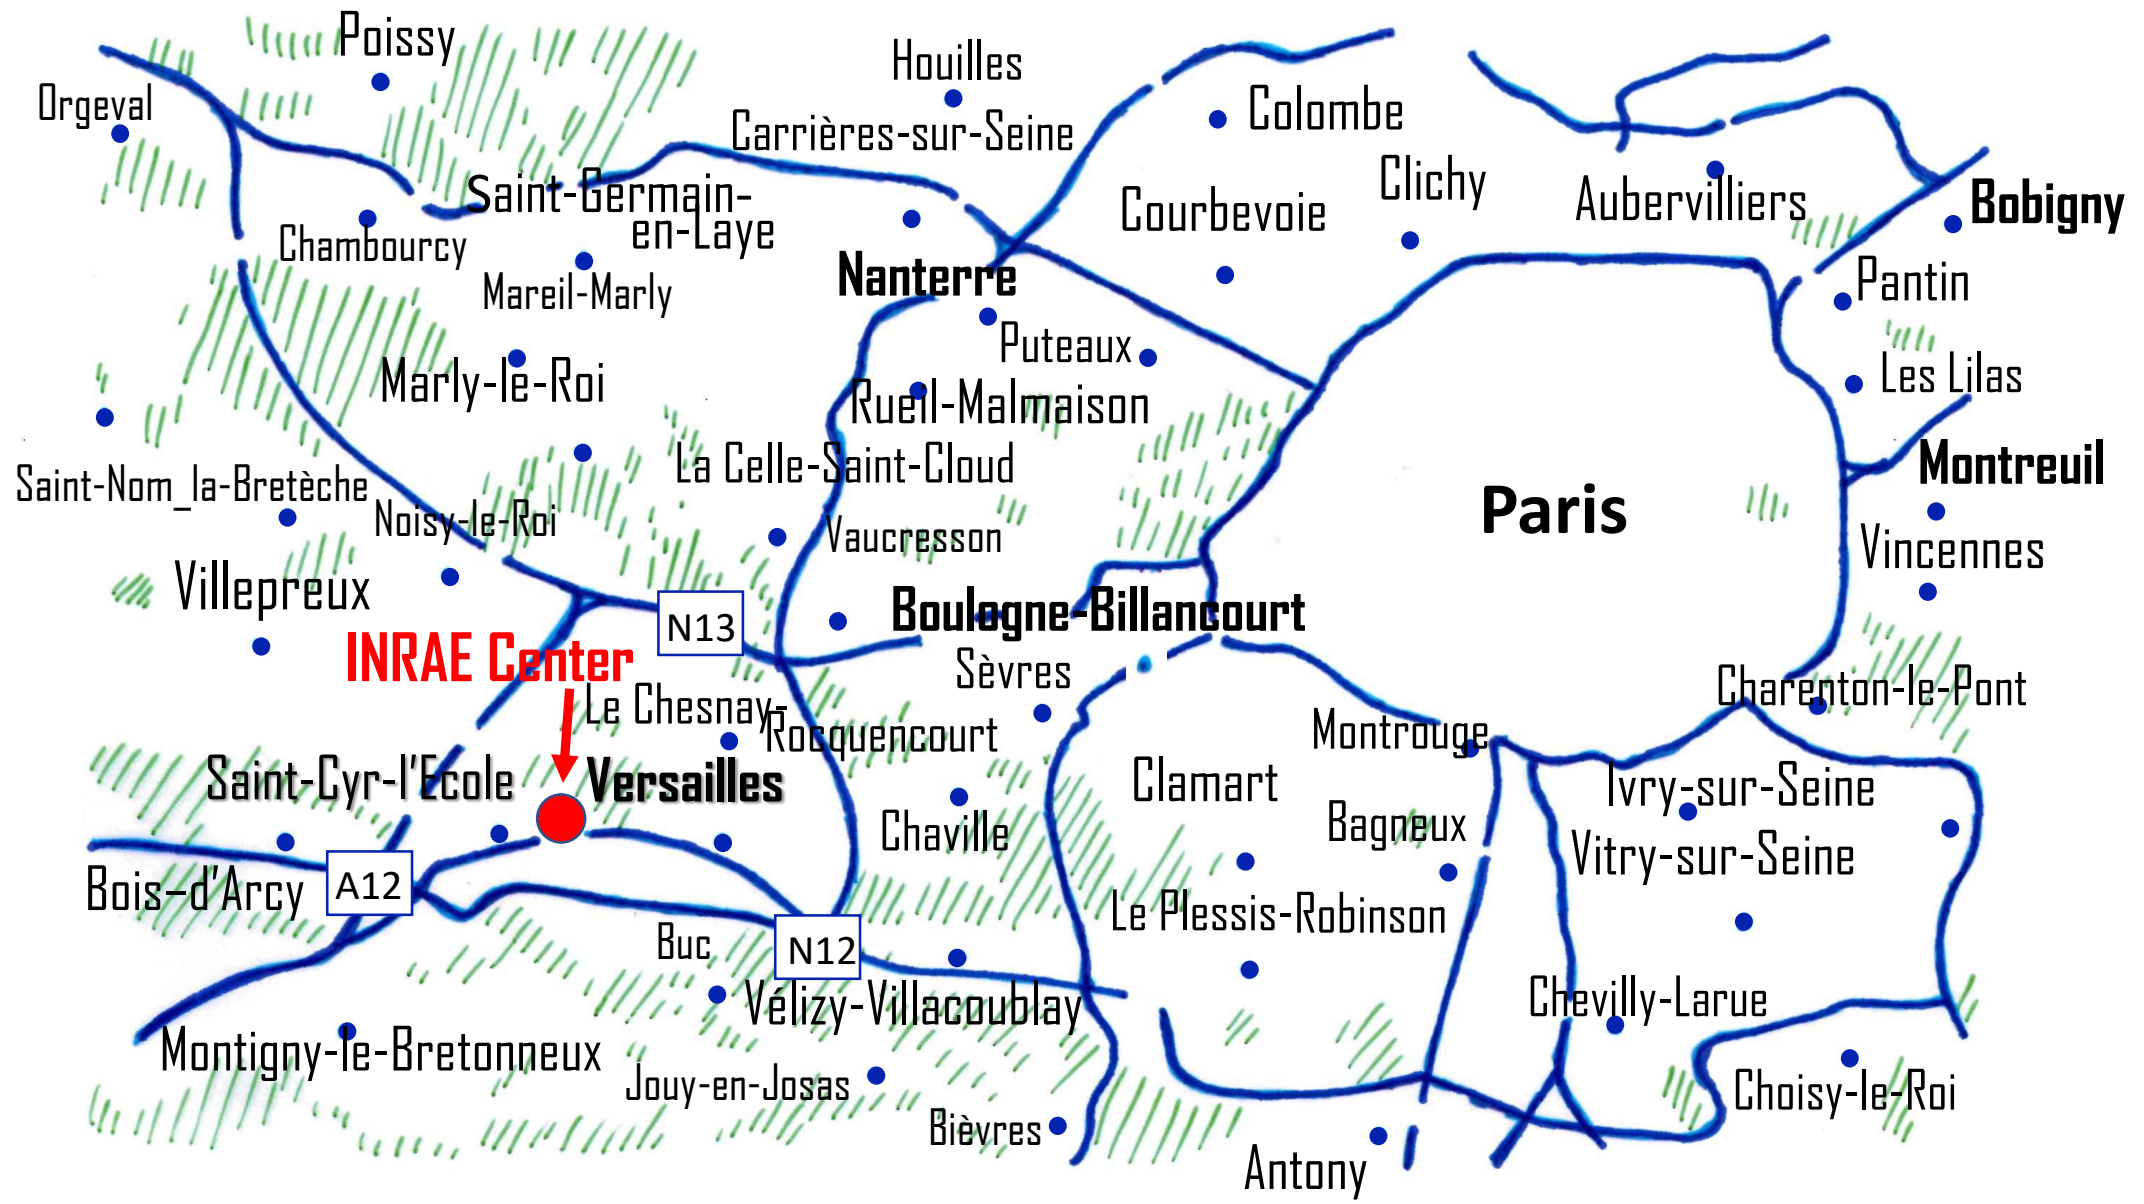 Poissy
Houilles
Orgeval
Colombe
Carrières-sur-Seine
Clichy
Saint-Germain-
en-Laye
Courbevoie
Aubervilliers
Bobigny
Chambourcy
Nanterre
Mareil-Marly
Pantin
Puteaux
Marly-le-Roi
Rueil-Malmaison
Les Lilas
La Celle-Saint-Cloud
Montreuil
Saint-Nom_la-Bretèche
Noisy-le-Roi
Paris
Vaucresson
Vincennes
Villepreux
Boulogne-Billancourt
N13
INRAE Center
Sèvres
Charenton-le-Pont
Le Chesnay-
Rocquencourt
Montrouge
Saint-Cyr-l'Ecole
Versailles
Clamart
Ivry-sur-Seine
Chaville
Bagneux
Vitry-sur-Seine
Bois–d'Arcy
A12
Le Plessis-Robinson
Buc
N12
Vélizy-Villacoublay
Chevilly-Larue
Montigny-le-Bretonneux
Jouy-en-Josas
Choisy-le-Roi
Bièvres
Antony